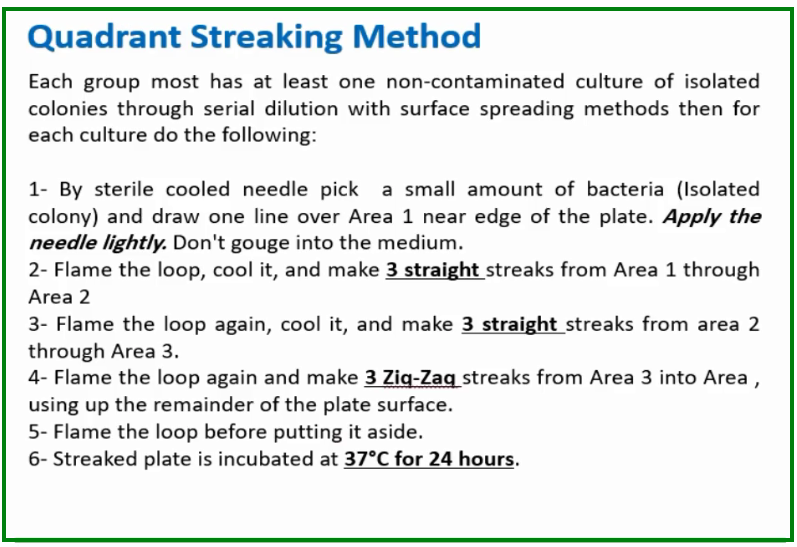 Quadrant Streaking Method
Each group most has at least one non-contaminated culture of isolated
colonies through serial dilution with surface spreading methods then for
each culture do the following:
1- By sterile cooled needle pick a small amount of bacteria (Isolated
colony) and draw one line over Area 1 near edge of the plate. Apply the
needle lightly. Don't gouge into the medium.
2- Flame the loop, cool it, and make 3 straight streaks from Area 1 through
Area 2
3- Flame the loop again, cool it, and make 3 straight streaks from area 2
through Area 3.
4- Flame the loop again and make 3 Zig-Zag streaks from Area 3 into Area ,
using up the remainder of the plate surface.
5- Flame the loop before putting it aside.
6- Streaked plate is incubated at 37°C for 24 hours.